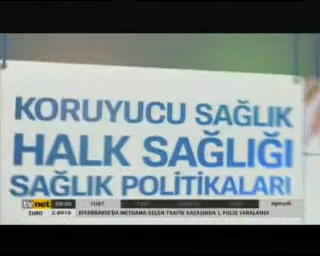 KORUYUCU SAĞLIK
HALK SAĞLIĞI
SAĞLIK POLİTİKALARI
tvnet
YURT
EURO
DİYARBAKIR'DA MEYDANA GELEN TRAFİK KAZASINDA 1 POLİS YARALANDI